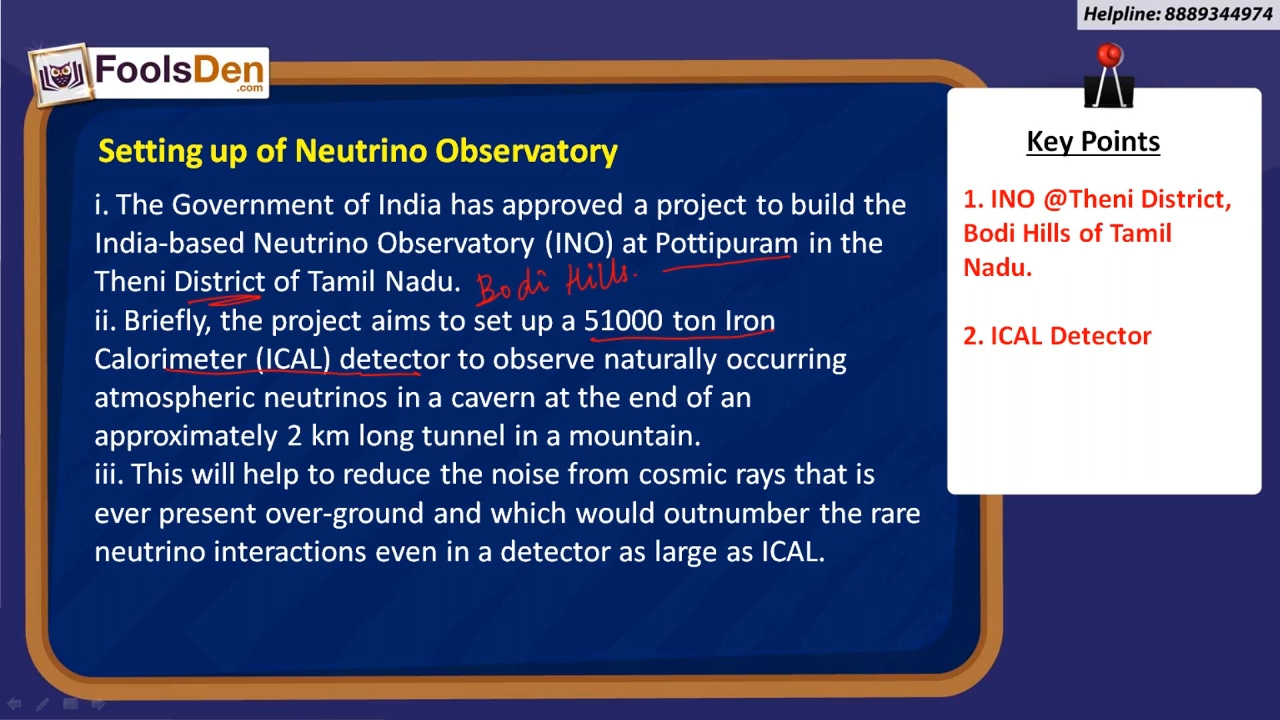 Helpline: 8889344974
FoolsDen
.com
Setting up of Neutrino Observatory
i. The Government of India has approved a project to build the
India-based Neutrino Observatory (INO) at Pottipuram in the
Theni District of Tamil Nadu. Bodi Hills.
ii. Briefly, the project aims to set up a 51000 ton Iron
Calorimeter (ICAL) detector to observe naturally occurring
atmospheric neutrinos in a cavern at the end of an
approximately 2 km long tunnel in a mountain.
iii. This will help to reduce the noise from cosmic rays that is
ever present over-ground and which would outnumber the rare
neutrino interactions even in a detector as large as ICAL.
Key Points
1. INO @Theni District,
Bodi Hills of Tamil
Nadu.
2. ICAL Detector